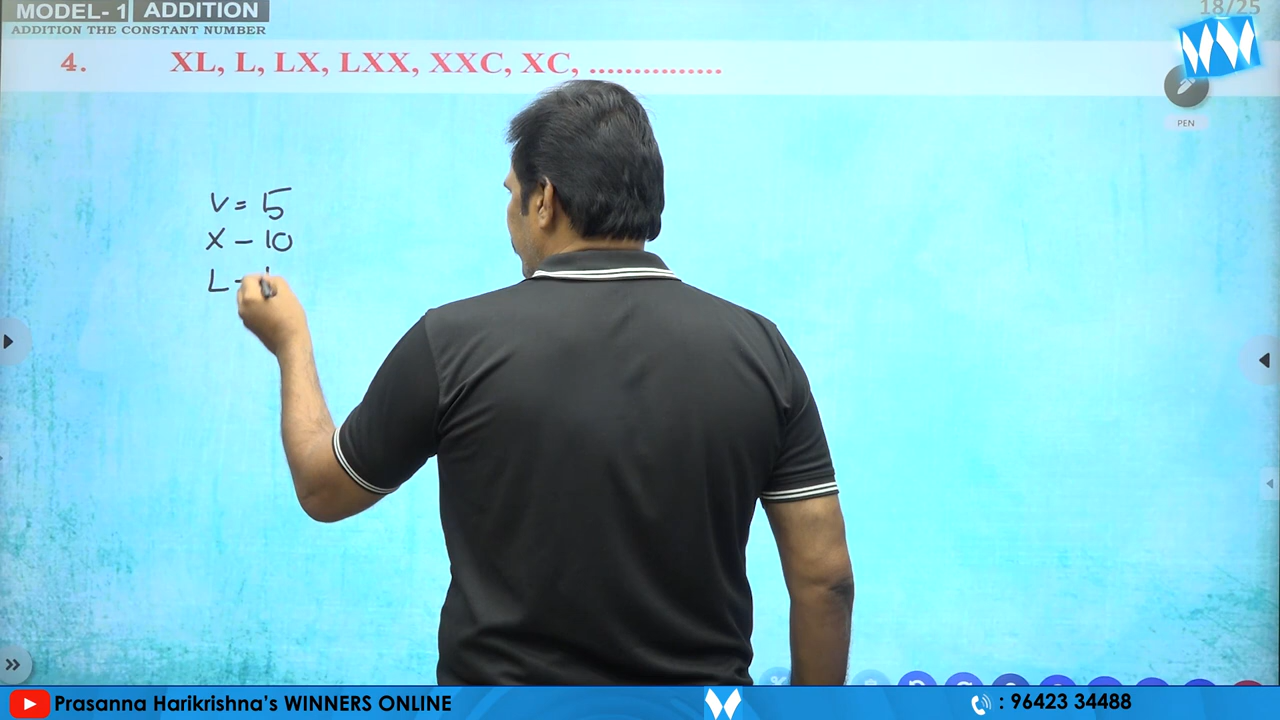 MODEL- 1 ADDITION
ADDITION THE CONSTANT NUMBER
18/25
4. XL, L, LX, LXX, XXC, XC, ...............
PEN
V = 5
X - 10
L -
Prasanna Harikrishna's WINNERS ONLINE
: 96423 34488